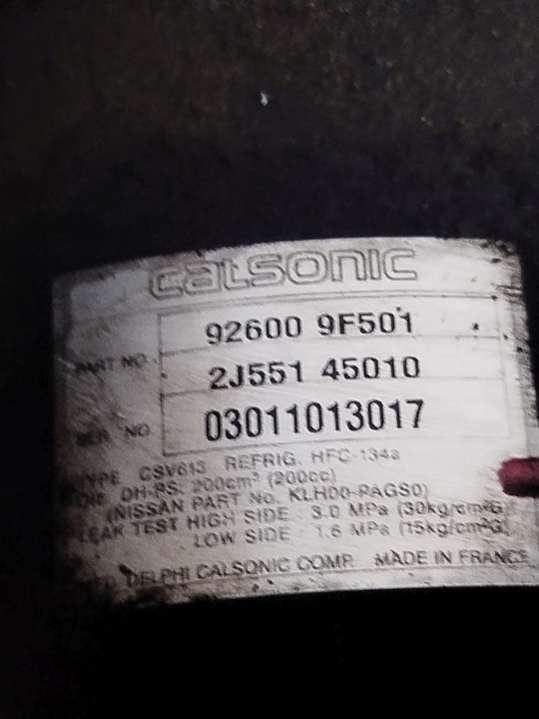 calsonic
92600 9F501
PART NO. 2J551 45010
SER. NO. 03011013017
TYPE CSV613 REFRIG. HFC-134a
OIL DH-PS: 200cm³ (200cc)
(NISSAN PART No. KLH00-PAGS0)
LEAK TEST HIGH SIDE : 3.0 MPa (30kg/cm²G)
LOW SIDE : 1.6 MPa (15kg/cm²G)
DELPHI CALSONIC COMP. MADE IN FRANCE